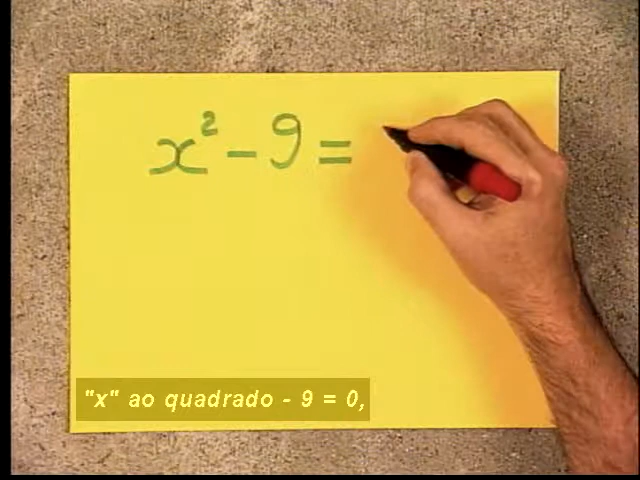 x² - 9 =
"x" ao quadrado - 9 = 0,